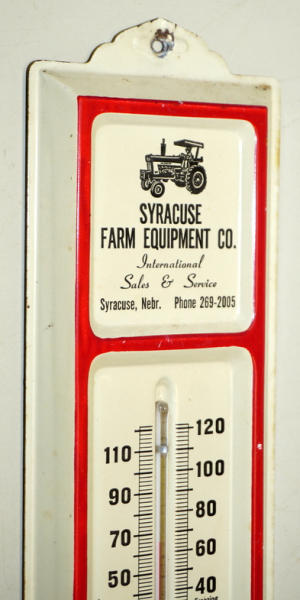 SYRACUSE
FARM EQUIPMENT CO.
International
Sales & Service
Syracuse, Nebr. Phone 269-2005
120
110
100
90
80
70
60
50
40